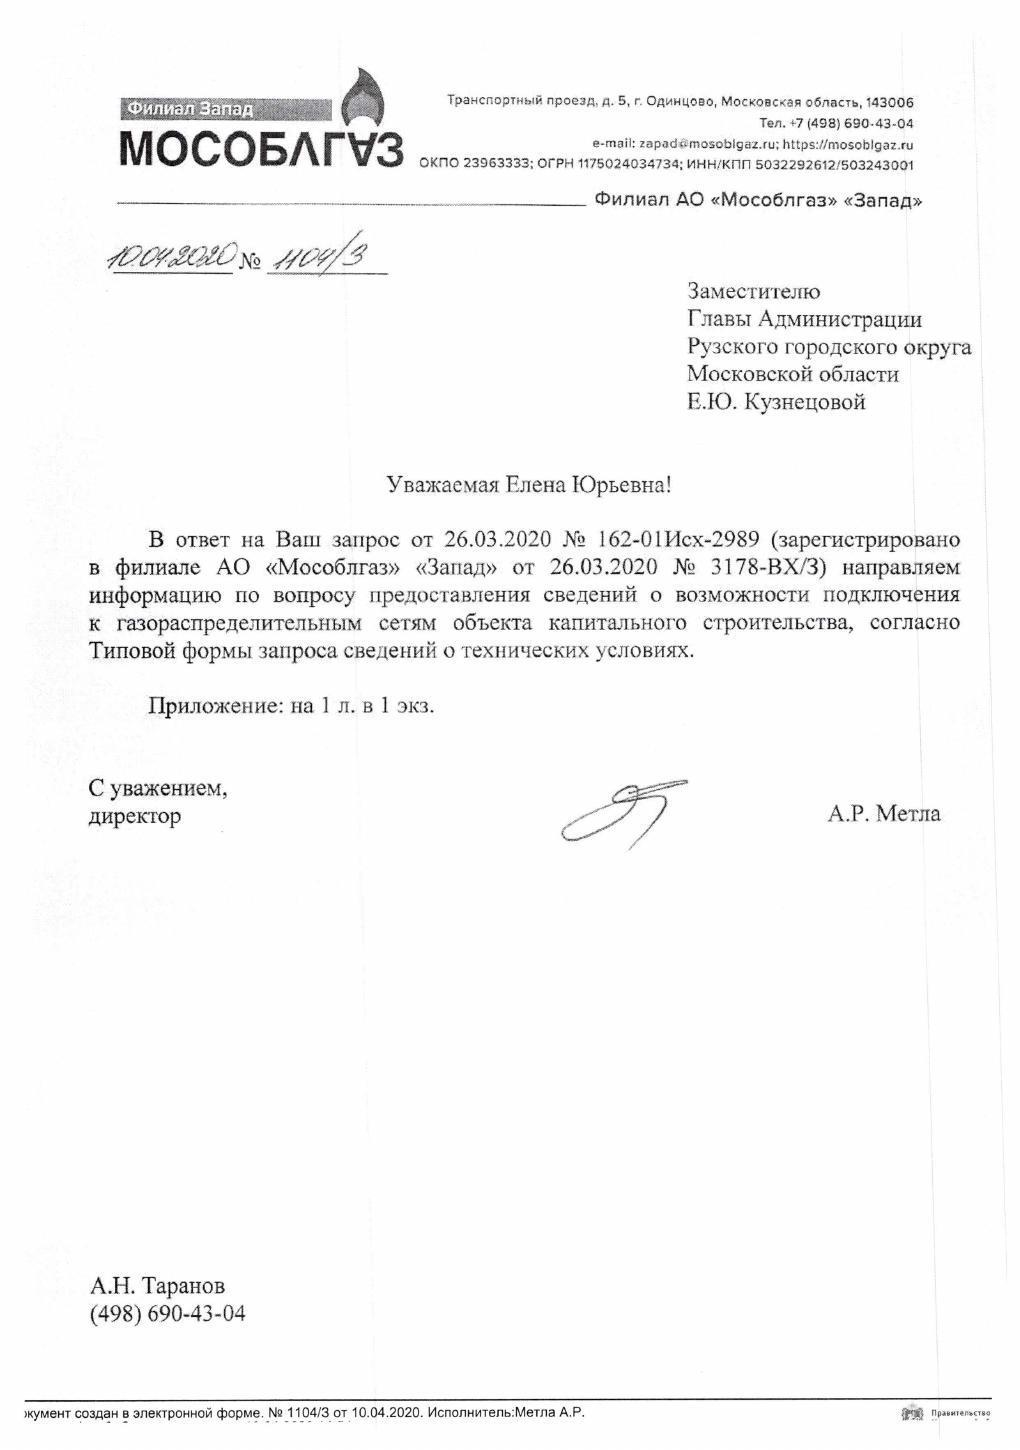 Филиал Запад
МОСОБЛГАЗ
Транспортный проезд, д. 5, г. Одинцово, Московская область, 143006
Тел. +7 (498) 690-43-04
e-mail: zapad@mosoblgaz.ru; https://mosoblgaz.ru
ОКПО 23963333; ОГРН 1175024034734; ИНН/КПП 5032292612/503243001
Филиал АО «Мособлгаз» «Запад»
10.04.2020 № 1104/З
Заместителю
Главы Администрации
Рузского городского округа
Московской области
Е.Ю. Кузнецовой
Уважаемая Елена Юрьевна!
В ответ на Ваш запрос от 26.03.2020 № 162-01Исх-2989 (зарегистрировано
в филиале АО «Мособлгаз» «Запад» от 26.03.2020 № 3178-ВХ/З) направляем
информацию по вопросу предоставления сведений о возможности подключения
к газораспределительным сетям объекта капитального строительства, согласно
Типовой формы запроса сведений о технических условиях.
Приложение: на 1 л. в 1 экз.
С уважением,
директор
А.Р. Метла
А.Н. Таранов
(498) 690-43-04
окумент создан в электронной форме. № 1104/З от 10.04.2020. Исполнитель:Метла А.Р.
Правительство